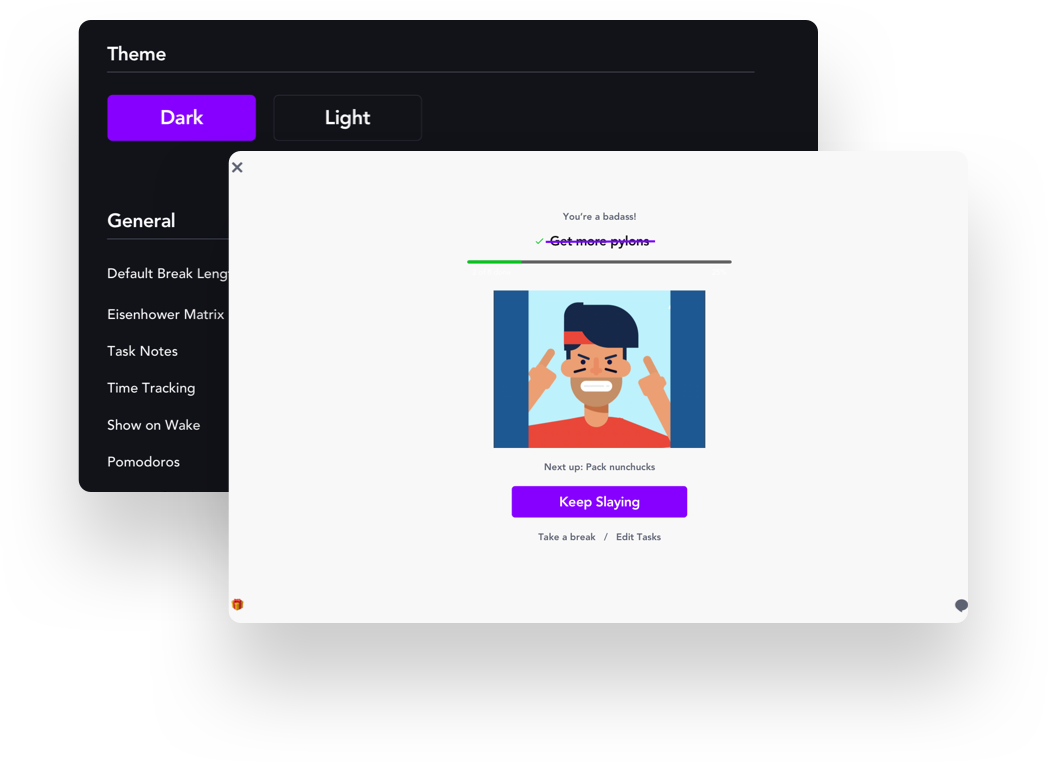 Theme
Dark
Light
General
Default Break Leng
Eisenhower Matrix
Task Notes
Time Tracking
Show on Wake
Pomodoros
You're a badass!
Get more pylons
Next up: Pack nunchucks
Keep Slaying
Take a break / Edit Tasks